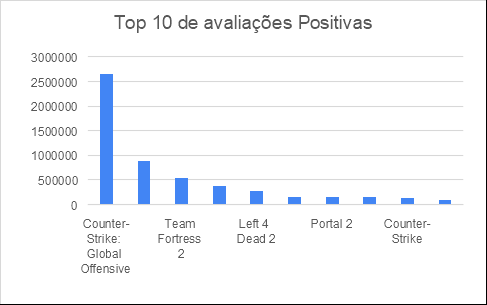 Top 10 de avaliações Positivas
3000000
2500000
2000000
1500000
1000000
500000
0
Counter-
Strike:
Global
Offensive
Team
Fortress
2
Left 4
Dead 2
Portal 2
Counter-
Strike